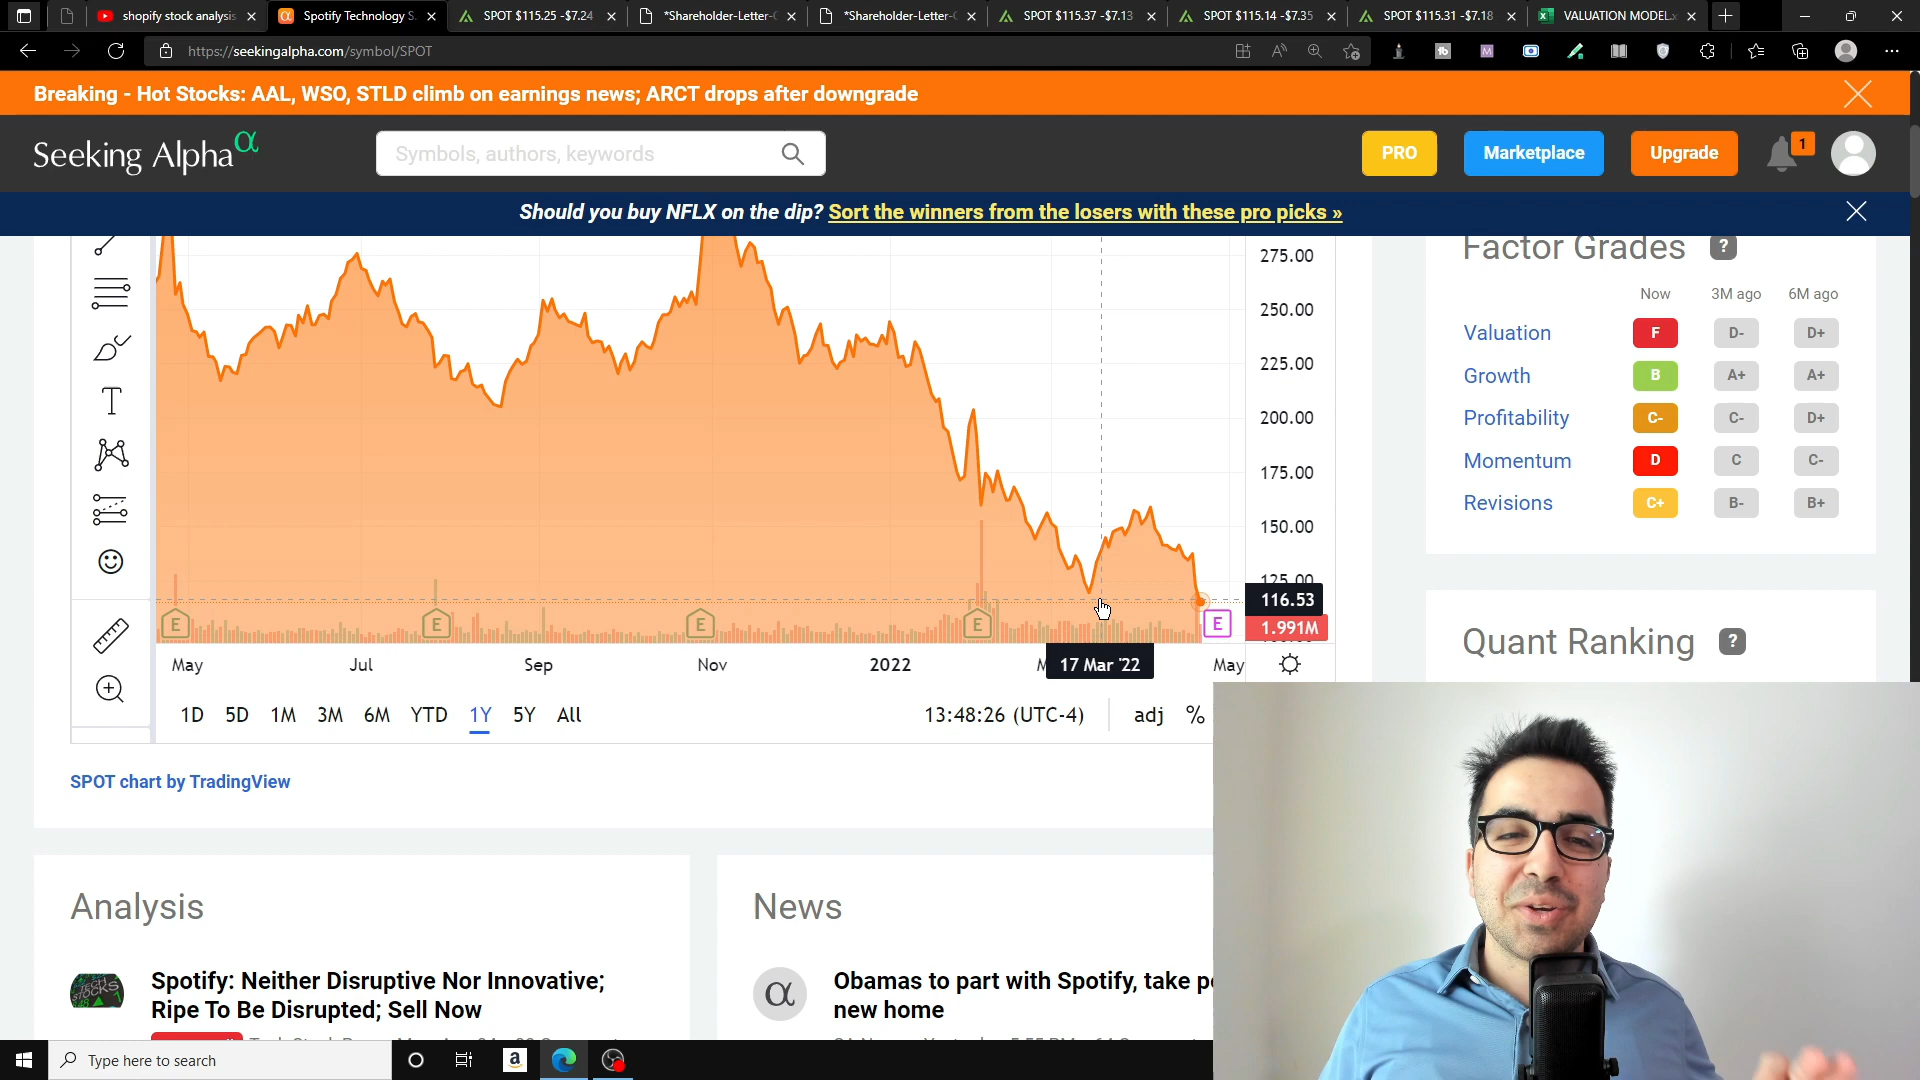 shopify stock analysis
Spotify Technology S
SPOT $115.25 -$7.24
*Shareholder-Letter-
*Shareholder-Letter-
SPOT $115.37 -$7.13
SPOT $115.14 -$7.35
SPOT $115.31 -$7.18
VALUATION MODEL.
https://seekingalpha.com/symbol/SPOT
Breaking - Hot Stocks: AAL, WSO, STLD climb on earnings news; ARCT drops after downgrade
Seeking Alpha α
Symbols, authors, keywords
PRO
Marketplace
Upgrade
1
Should you buy NFLX on the dip? Sort the winners from the losers with these pro picks »
275.00
250.00
225.00
200.00
175.00
150.00
125.00
116.53
1.991M
E
E
E
E
E
T
May
Jul
Sep
Nov
2022
17 Mar '22
May
1D
5D
1M
3M
6M
YTD
1Y
5Y
All
13:48:26 (UTC-4)
adj
%
SPOT chart by TradingView
Factor Grades ?
Now 3M ago 6M ago
Valuation F D- D+
Growth B A+ A+
Profitability C- C- D+
Momentum D C C-
Revisions C+ B- B+
Quant Ranking ?
Analysis
TECH
STOCKS
Spotify: Neither Disruptive Nor Innovative;
Ripe To Be Disrupted; Sell Now
News
α
Obamas to part with Spotify, take
new home
Type here to search
a